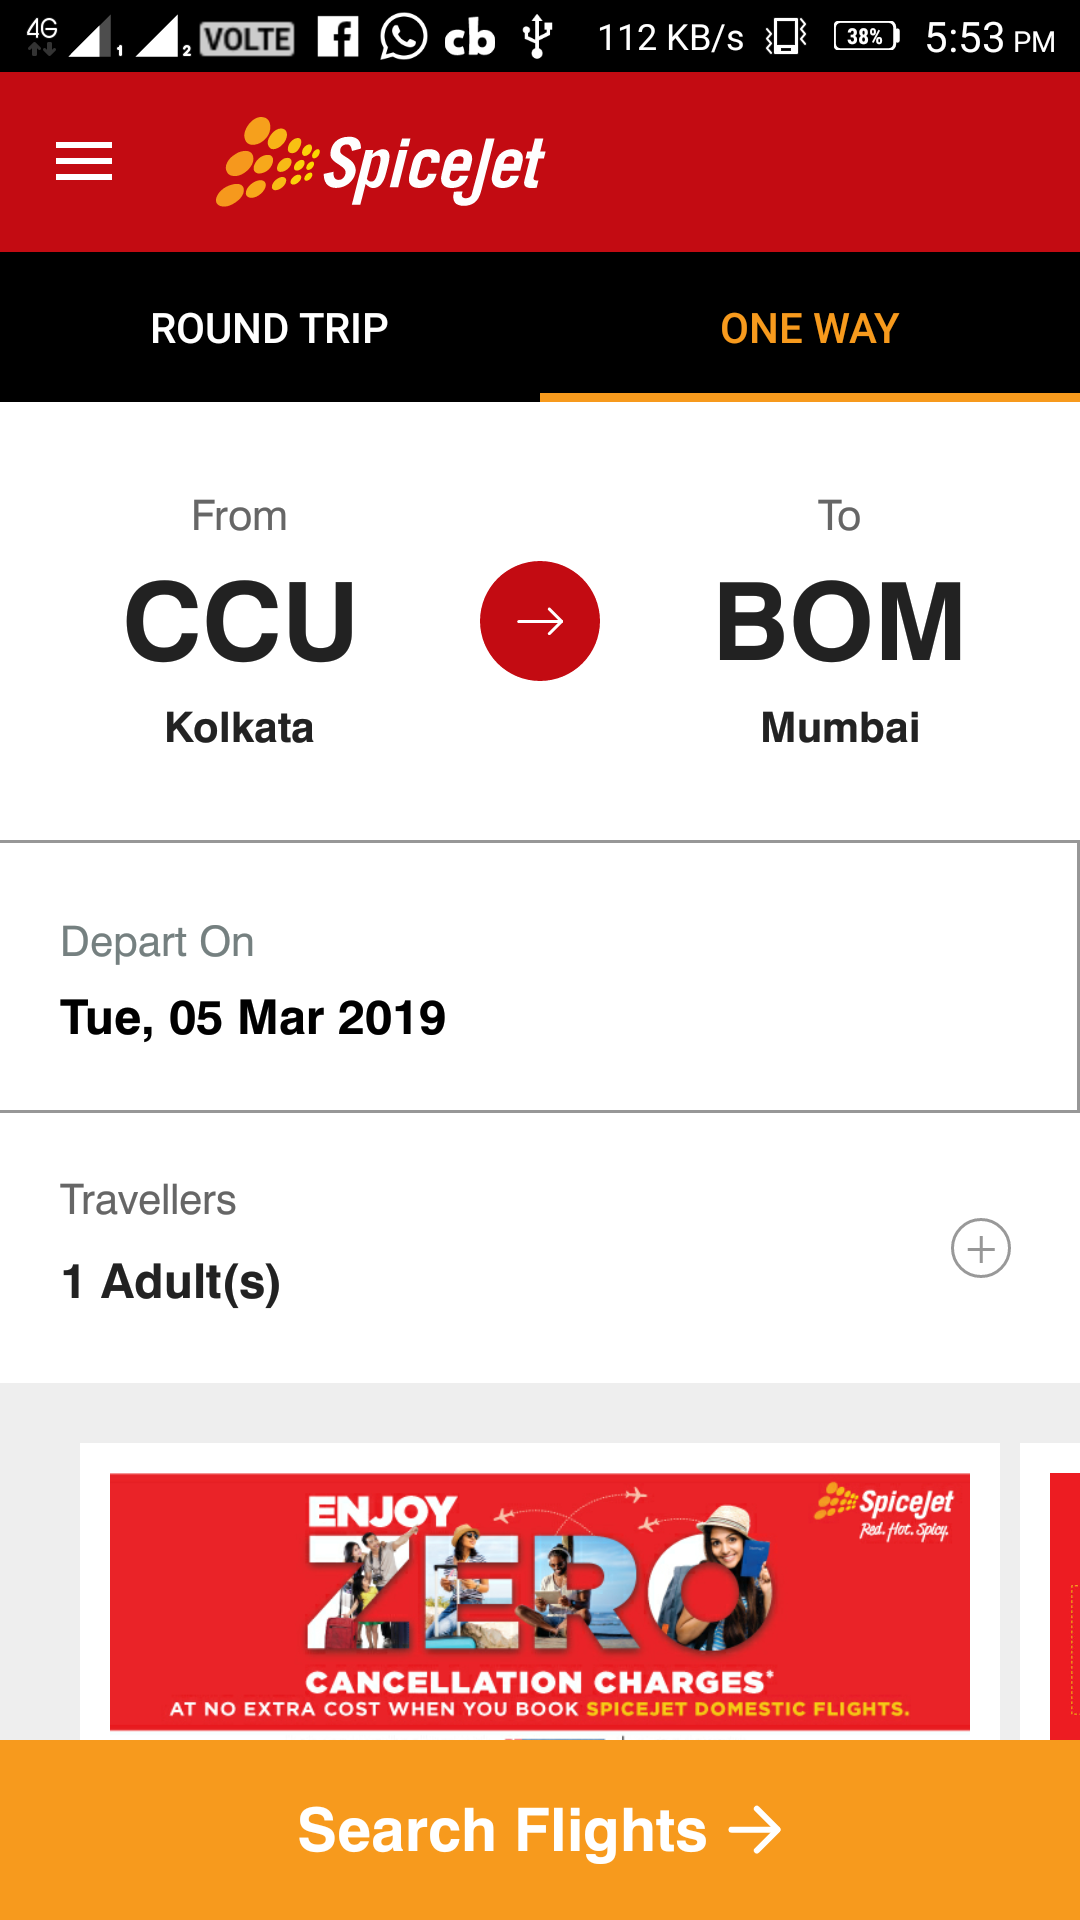 4G 1 2 VOLTE f cb 112 KB/s 38% 5:53 PM
SpiceJet
ROUND TRIP ONE WAY
From To
CCU BOM
Kolkata Mumbai
Depart On
Tue, 05 Mar 2019
Travellers
1 Adult(s)
SpiceJet
Red. Hot. Spicy.
ENJOY
ZERO
CANCELLATION CHARGES*
AT NO EXTRA COST WHEN YOU BOOK SPICEJET DOMESTIC FLIGHTS.
Search Flights